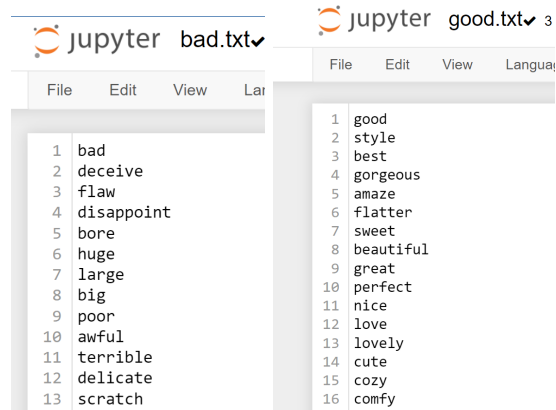 jupyter bad.txt✔
File Edit View
1 bad
2 deceive
3 flaw
4 disappoint
5 bore
6 huge
7 large
8 big
9 poor
10 awful
11 terrible
12 delicate
13 scratch
jupyter good.txt✔ 3
File Edit View
1 good
2 style
3 best
4 gorgeous
5 amaze
6 flatter
7 sweet
8 beautiful
9 great
10 perfect
11 nice
12 love
13 lovely
14 cute
15 cozy
16 comfy